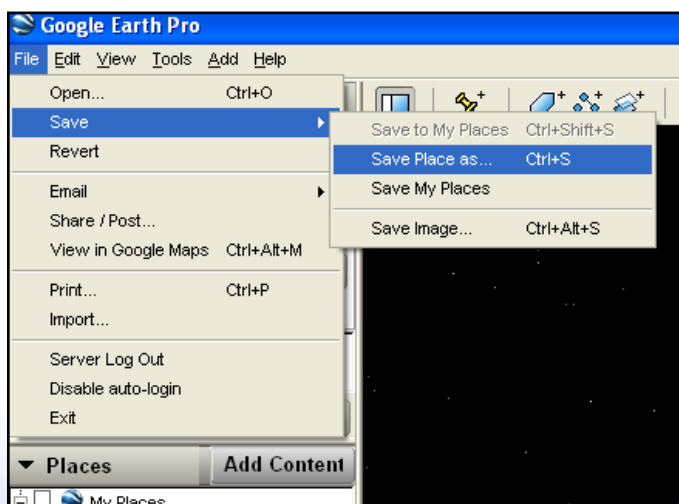 Google Earth Pro
File Edit View Tools Add Help
Open... Ctrl+O
Save
Revert
Email
Share / Post...
View in Google Maps Ctrl+Alt+M
Print... Ctrl+P
Import...
Server Log Out
Disable auto-login
Exit
Save to My Places Ctrl+Shift+S
Save Place as... Ctrl+S
Save My Places
Save Image... Ctrl+Alt+S
Places Add Content
My Places